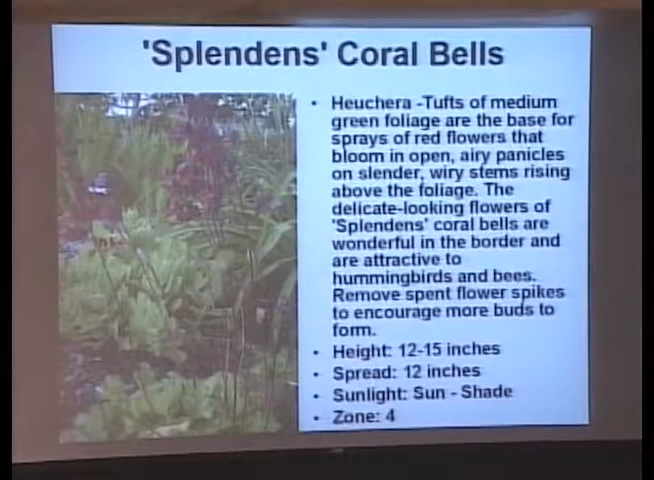 'Splendens' Coral Bells
• Heuchera -Tufts of medium
green foliage are the base for
sprays of red flowers that
bloom in open, airy panicles
on slender, wiry stems rising
above the foliage. The
delicate-looking flowers of
'Splendens' coral bells are
wonderful in the border and
are attractive to
hummingbirds and bees.
Remove spent flower spikes
to encourage more buds to
form.
• Height: 12-15 inches
• Spread: 12 inches
• Sunlight: Sun - Shade
• Zone: 4